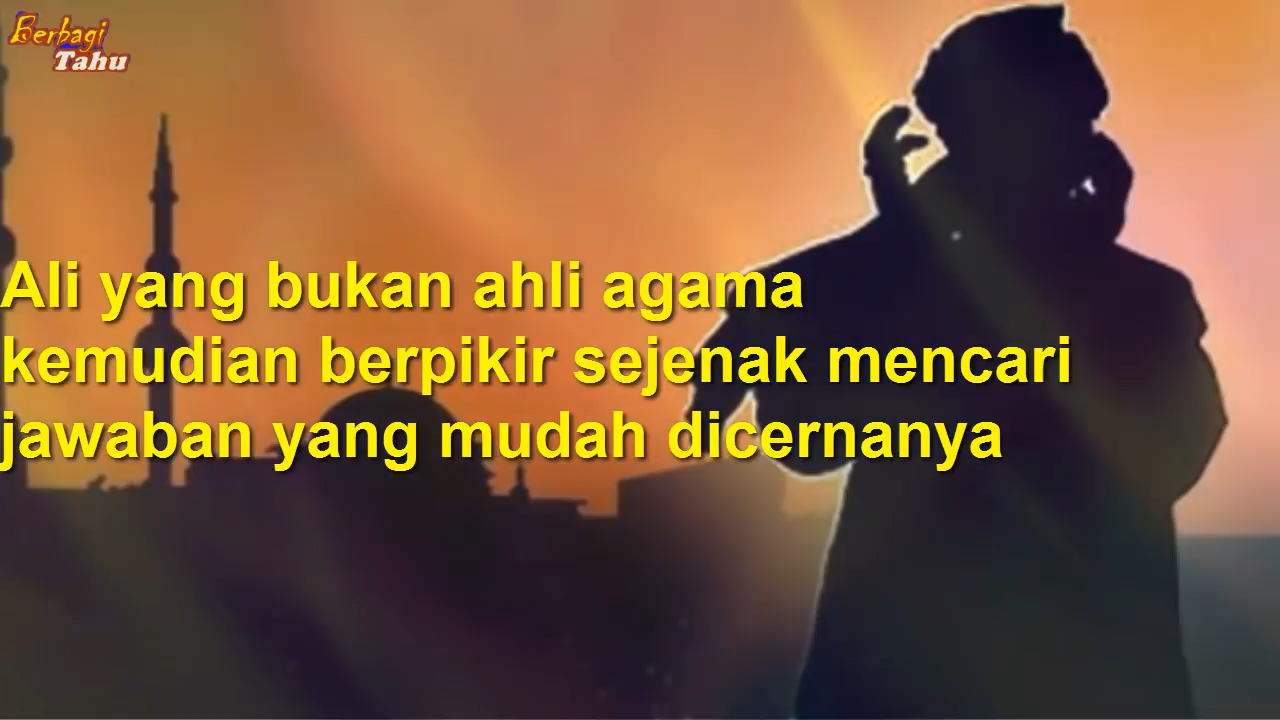 Berbagi
Tahu
Ali yang bukan ahli agama
kemudian berpikir sejenak mencari
jawaban yang mudah dicernanya